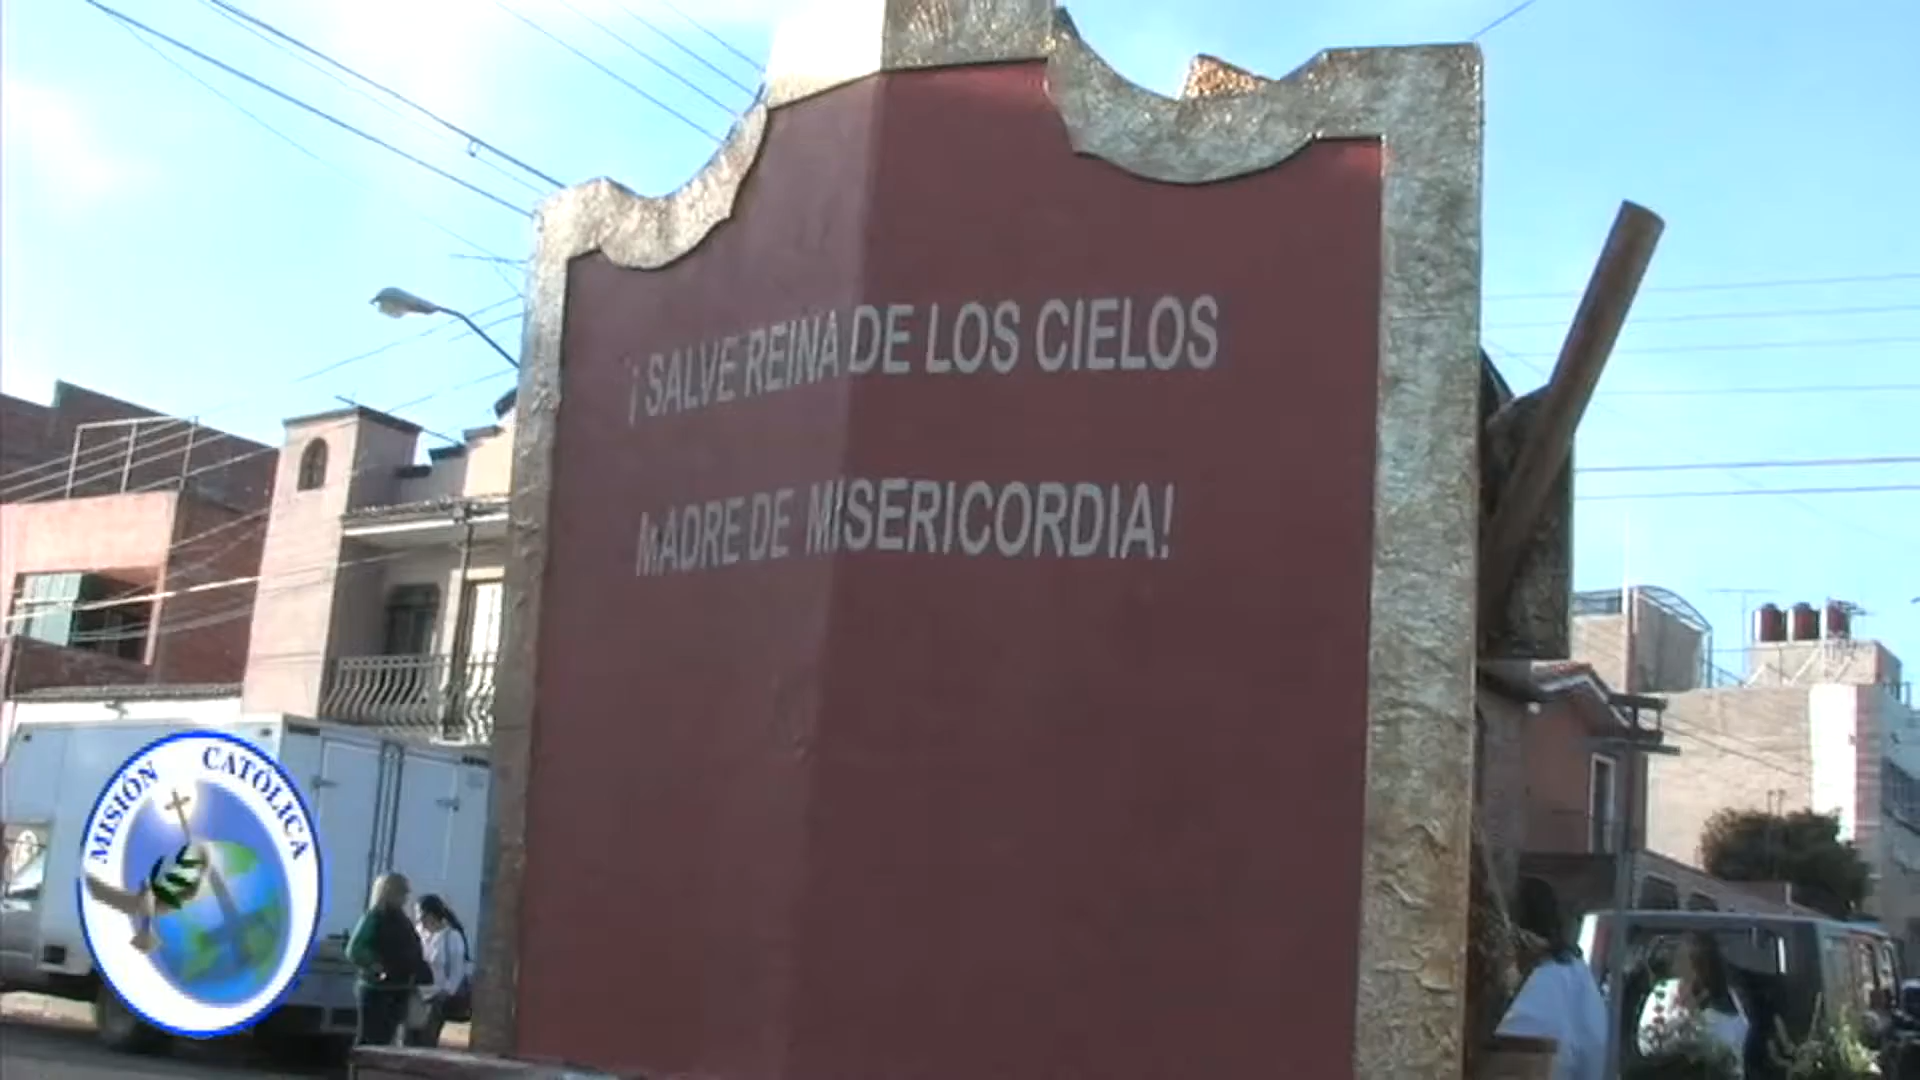 ¡SALVE REINA DE LOS CIELOS
MADRE DE MISERICORDIA!
MISIÓN CATÓLICA